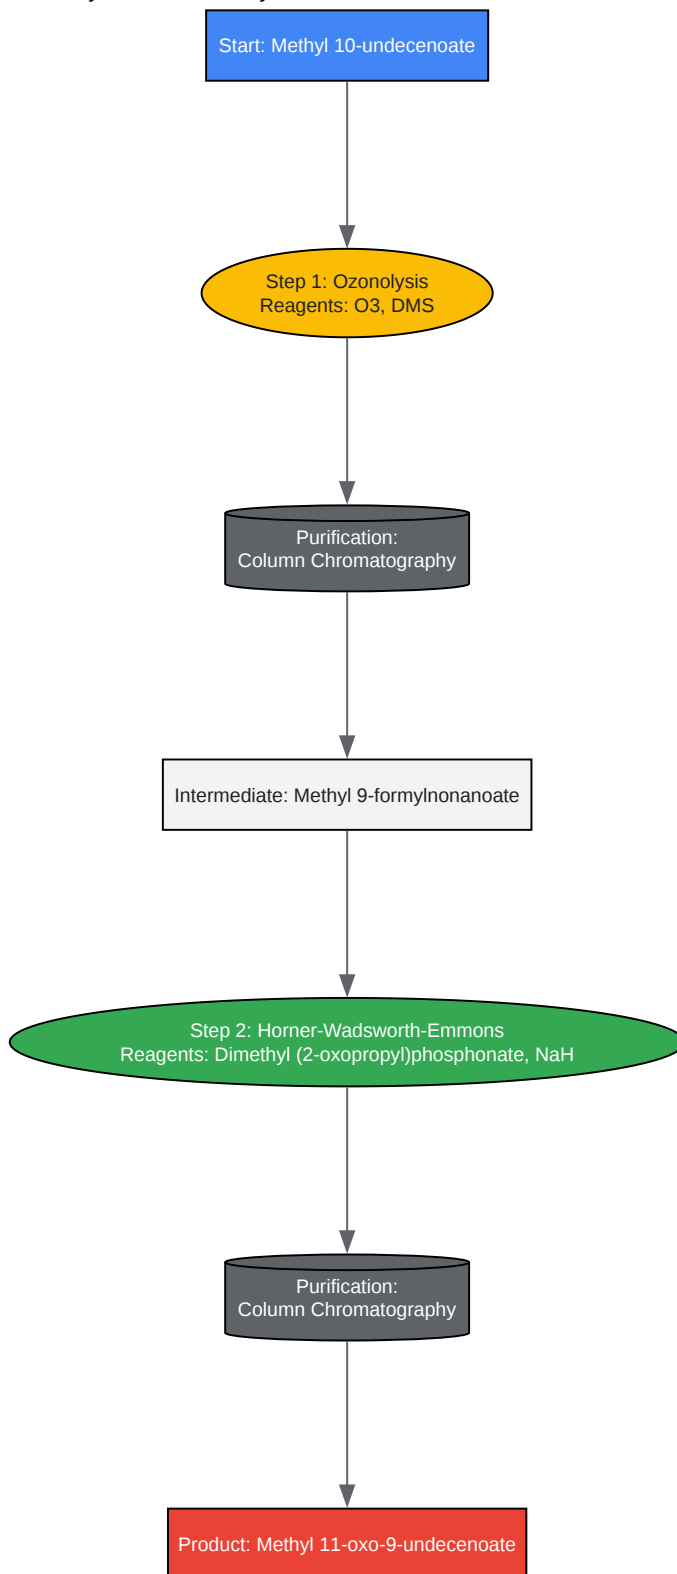 Start: Methyl 10-undecenoate
Step 1: Ozonolysis
Reagents: O3, DMS
Purification:
Column Chromatography
Intermediate: Methyl 9-formylnonanoate
Step 2: Horner-Wadsworth-Emmons
Reagents: Dimethyl (2-oxopropyl)phosphonate, NaH
Purification:
Column Chromatography
Product: Methyl 11-oxo-9-undecenoate